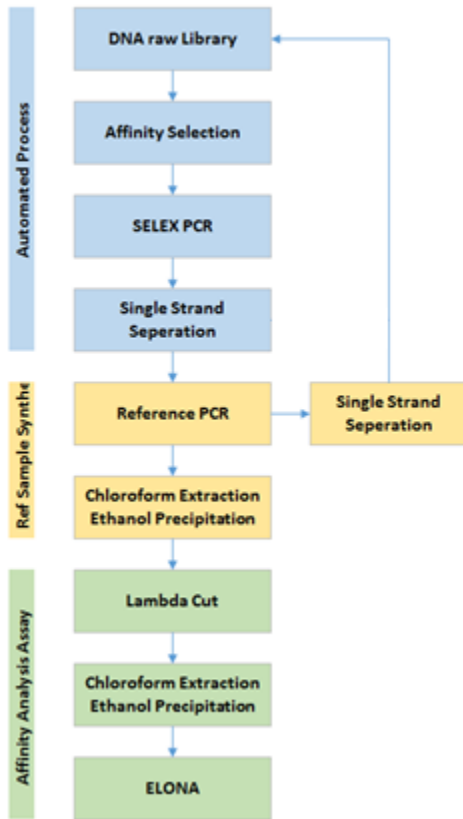 Automated Process
DNA raw Library
Affinity Selection
SELEX PCR
Single Strand
Seperation
Ref Sample Synthe
Reference PCR
Single Strand
Seperation
Chloroform Extraction
Ethanol Precipitation
Affinity Analysis Assay
Lambda Cut
Chloroform Extraction
Ethanol Precipitation
ELONA